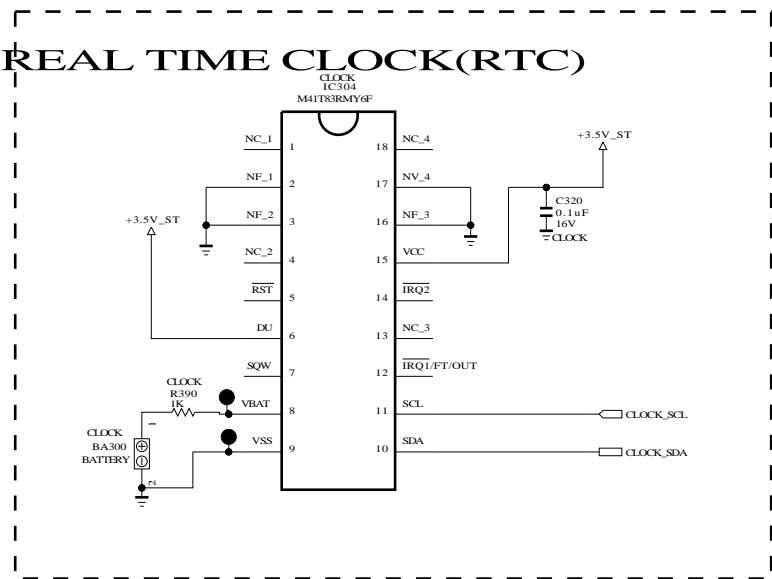 REAL TIME CLOCK(RTC)
CLOCK
IC304
M41T83RMY6F
NC_1
1
18
NC_4
+3.5V_ST
NF_1
2
17
NV_4
C320
0.1uF
16V
CLOCK
+3.5V_ST
NF_2
3
16
NF_3
NC_2
4
15
VCC
RST
5
14
IRQ2
DU
6
13
NC_3
SQW
7
12
IRQ1/FT/OUT
CLOCK
R390
1K
VBAT
8
11
SCL
CLOCK_SCL
1
CLOCK
BA300
BATTERY
2
VSS
9
10
SDA
CLOCK_SDA